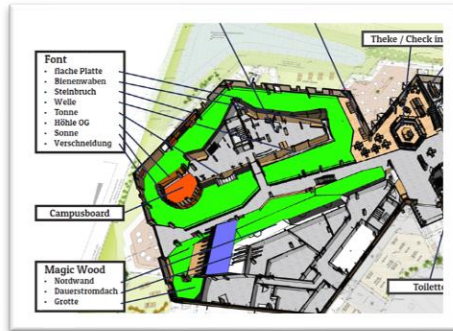 Font
• flache Platte
• Bienenwaben
• Steinbruch
• Welle
• Tonne
• Höhle OG
• Sonne
• Verschneidung
Theke / Check in
Campusboard
Magic Wood
• Nordwand
• Dauerstromdach
• Grotte
Toilette